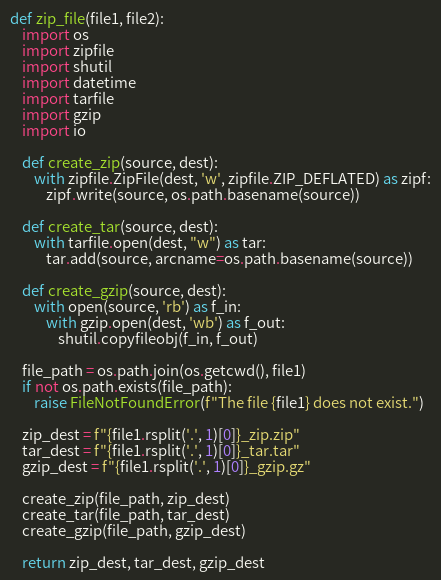 def zip_file(file1, file2):
    import os
    import zipfile
    import shutil
    import datetime
    import tarfile
    import gzip
    import io

    def create_zip(source, dest):
        with zipfile.ZipFile(dest, 'w', zipfile.ZIP_DEFLATED) as zipf:
            zipf.write(source, os.path.basename(source))

    def create_tar(source, dest):
        with tarfile.open(dest, "w") as tar:
            tar.add(source, arcname=os.path.basename(source))

    def create_gzip(source, dest):
        with open(source, 'rb') as f_in:
            with gzip.open(dest, 'wb') as f_out:
                shutil.copyfileobj(f_in, f_out)

    file_path = os.path.join(os.getcwd(), file1)
    if not os.path.exists(file_path):
        raise FileNotFoundError(f"The file {file1} does not exist.")

    zip_dest = f"{file1.rsplit('.', 1)[0]}_zip.zip"
    tar_dest = f"{file1.rsplit('.', 1)[0]}_tar.tar"
    gzip_dest = f"{file1.rsplit('.', 1)[0]}_gzip.gz"

    create_zip(file_path, zip_dest)
    create_tar(file_path, tar_dest)
    create_gzip(file_path, gzip_dest)

    return zip_dest, tar_dest, gzip_dest